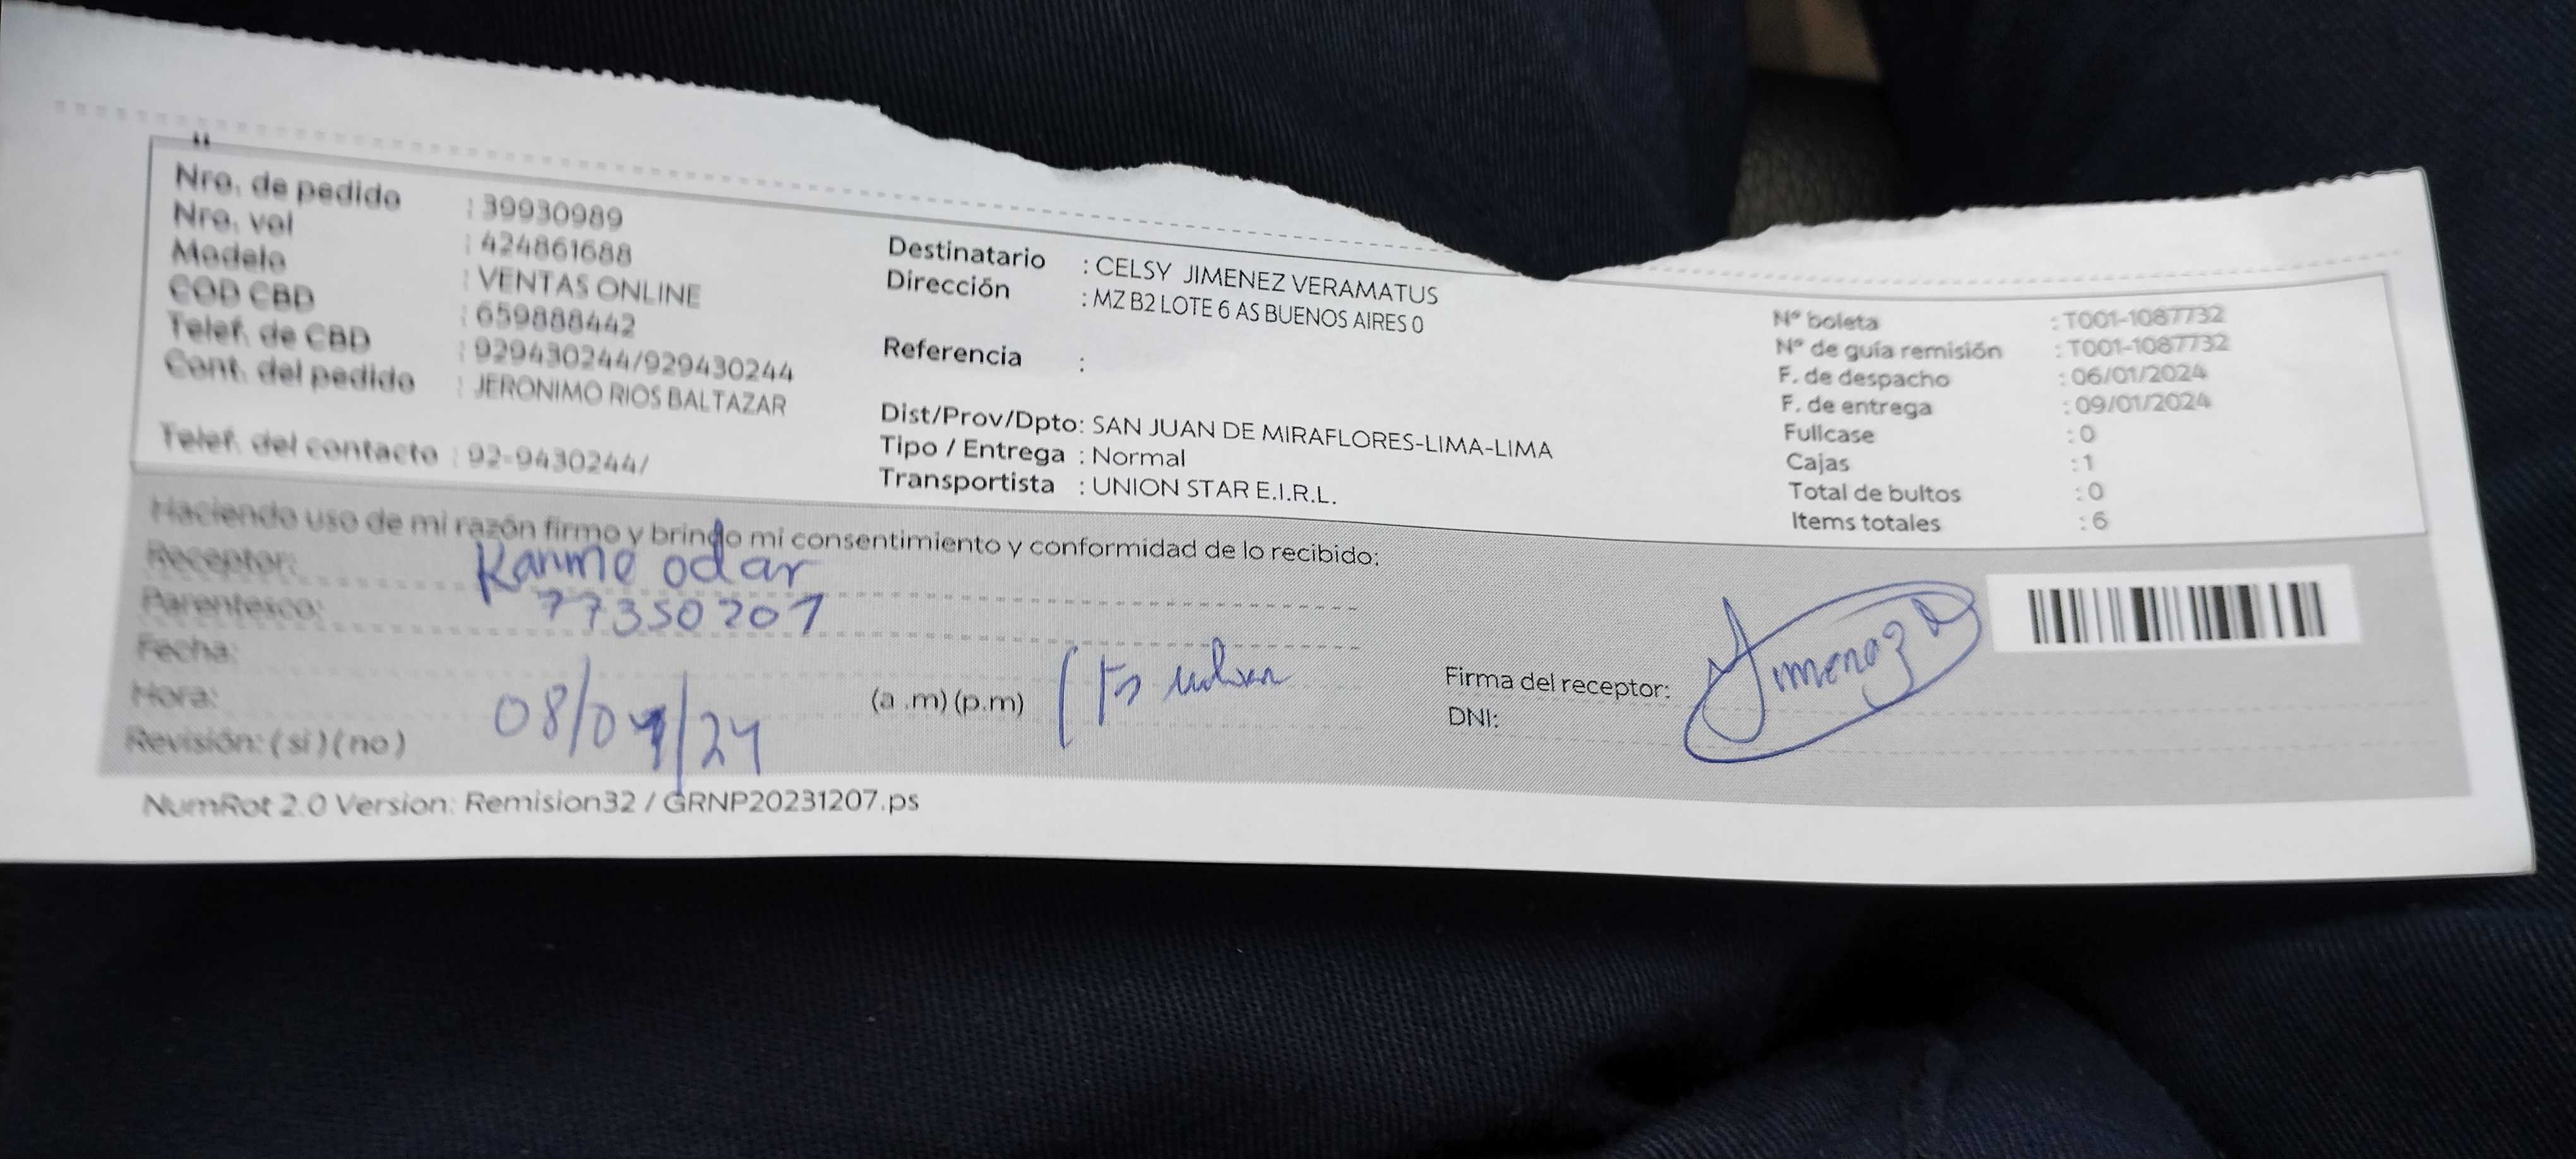 Nro. de pedido : 39930989
Nro. vol : 424861688
Modelo : VENTAS ONLINE
COD CBD : 659888442
Telef. de CBD : 929430244/929430244
Cont. del pedido : JERONIMO RIOS BALTAZAR
Telef. del contacto : 92-9430244/
Destinatario : CELSY JIMENEZ VERAMATUS
Dirección : MZ B2 LOTE 6 AS BUENOS AIRES 0
Referencia :
Dist/Prov/Dpto: SAN JUAN DE MIRAFLORES-LIMA-LIMA
Tipo / Entrega : Normal
Transportista : UNION STAR E.I.R.L.
Nº boleta : T001-1087732
Nº de guía remisión : T001-1087732
F. de despacho : 06/01/2024
F. de entrega : 09/01/2024
Fullcase : 0
Cajas : 1
Total de bultos : 0
Items totales : 6
Haciendo uso de mi razón firmo y brindo mi consentimiento y conformidad de lo recibido:
Receptor: odar
Parentesco: 77350201
Fecha:
Hora: 08/ /24 (a .m) (p.m)
Revisión: ( si ) ( no )
Firma del receptor: Jimenez
DNI:
NumRot 2.0 Version: Remision32 / GRNP20231207.ps